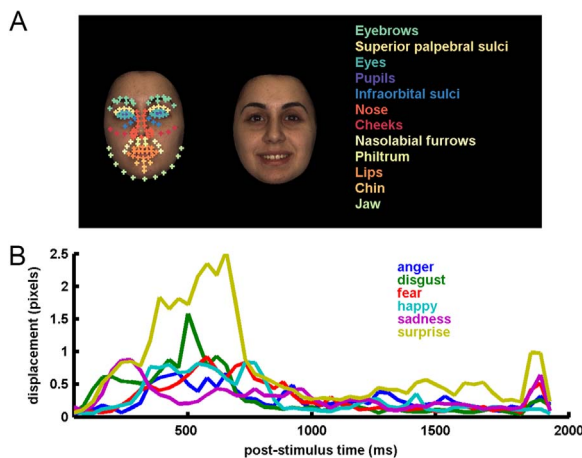 A
Eyebrows
Superior palpebral sulci
Eyes
Pupils
Infraorbital sulci
Nose
Cheeks
Nasolabial furrows
Philtrum
Lips
Chin
Jaw
B
displacement (pixels)
2.5
2
1.5
1
0.5
0
anger
disgust
fear
happy
sadness
surprise
500
1000
1500
2000
post-stimulus time (ms)